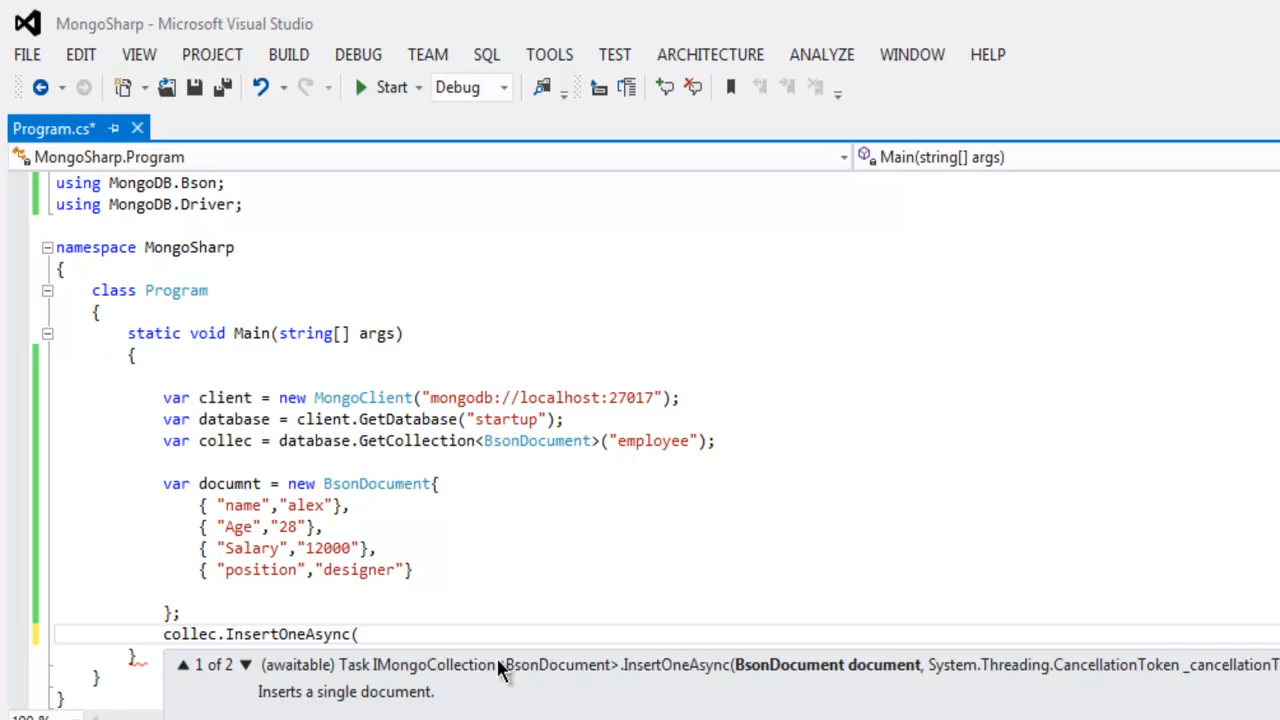 MongoSharp - Microsoft Visual Studio
FILE EDIT VIEW PROJECT BUILD DEBUG TEAM SQL TOOLS TEST ARCHITECTURE ANALYZE WINDOW HELP
Start Debug
Program.cs*
MongoSharp.Program Main(string[] args)
using MongoDB.Bson;
using MongoDB.Driver;
namespace MongoSharp
{
class Program
{
static void Main(string[] args)
{
var client = new MongoClient("mongodb://localhost:27017");
var database = client.GetDatabase("startup");
var collec = database.GetCollection<BsonDocument>("employee");
var documnt = new BsonDocument{
{ "name","alex"},
{ "Age","28"},
{ "Salary","12000"},
{ "position","designer"}
};
collec.InsertOneAsync(
}
▲ 1 of 2 ▼ (awaitable) Task IMongoCollection<BsonDocument>.InsertOneAsync(BsonDocument document, System.Threading.CancellationToken _cancellationT
}
Inserts a single document.
}